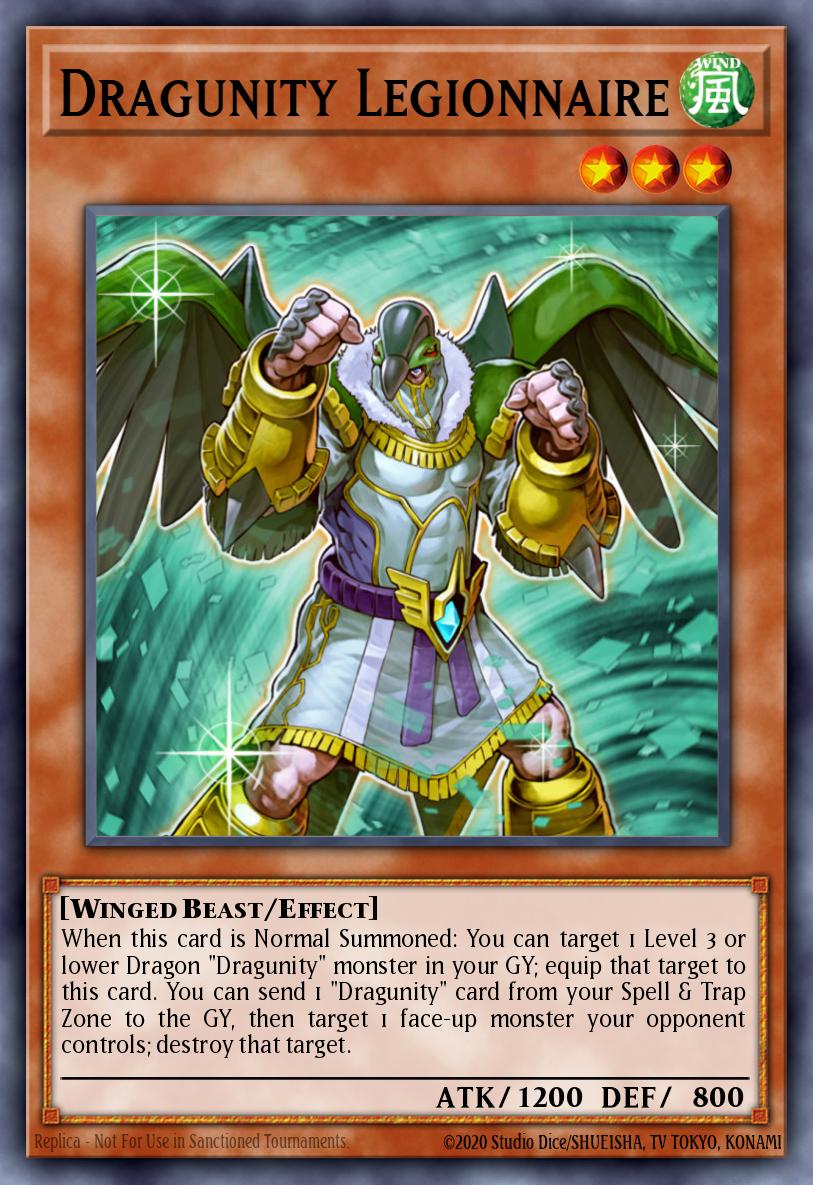 Dragunity Legionnaire
WIND
風
[Winged Beast/Effect]
When this card is Normal Summoned: You can target 1 Level 3 or
lower Dragon "Dragunity" monster in your GY; equip that target to
this card. You can send 1 "Dragunity" card from your Spell & Trap
Zone to the GY, then target 1 face-up monster your opponent
controls; destroy that target.
ATK/1200 DEF/ 800
Replica - Not For Use in Sanctioned Tournaments.
©2020 Studio Dice/SHUEISHA, TV TOKYO, KONAMI